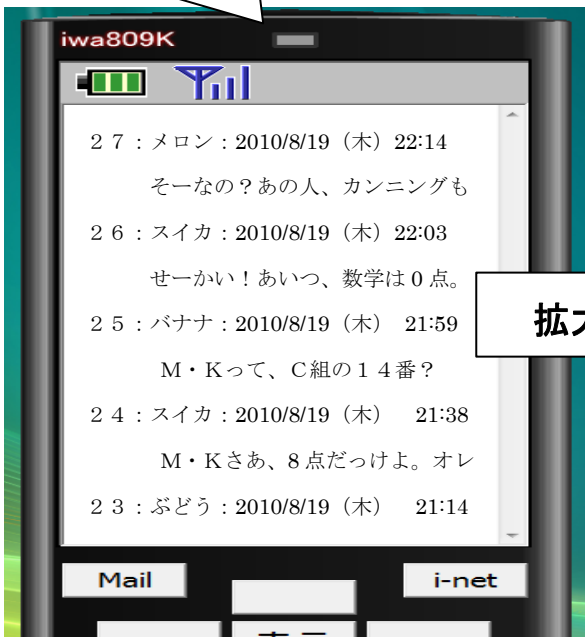 iwa809K
２７：メロン：2010/8/19（木）22:14
そーなの？あの人、カンニングも
２６：スイカ：2010/8/19（木）22:03
せーかい！あいつ、数学は０点。
２５：バナナ：2010/8/19（木） 21:59
Ｍ・Ｋって、Ｃ組の１４番？
２４：スイカ：2010/8/19（木） 21:38
Ｍ・Ｋさあ、８点だっけよ。オレ
２３：ぶどう：2010/8/19（木） 21:14
拡大
Mail
i-net
表示